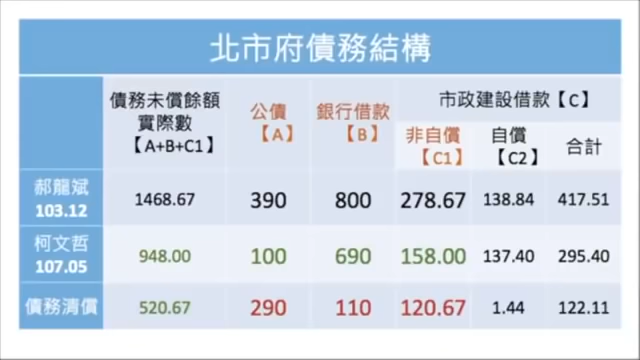 北市府債務結構
債務未償餘額
實際數
【A+B+C1】
公債
【A】
銀行借款
【B】
市政建設借款【C】
非自償
【C1】
自償
【C2】
合計
郝龍斌
103.12
1468.67
390
800
278.67
138.84
417.51
柯文哲
107.05
948.00
100
690
158.00
137.40
295.40
債務清償
520.67
290
110
120.67
1.44
122.11